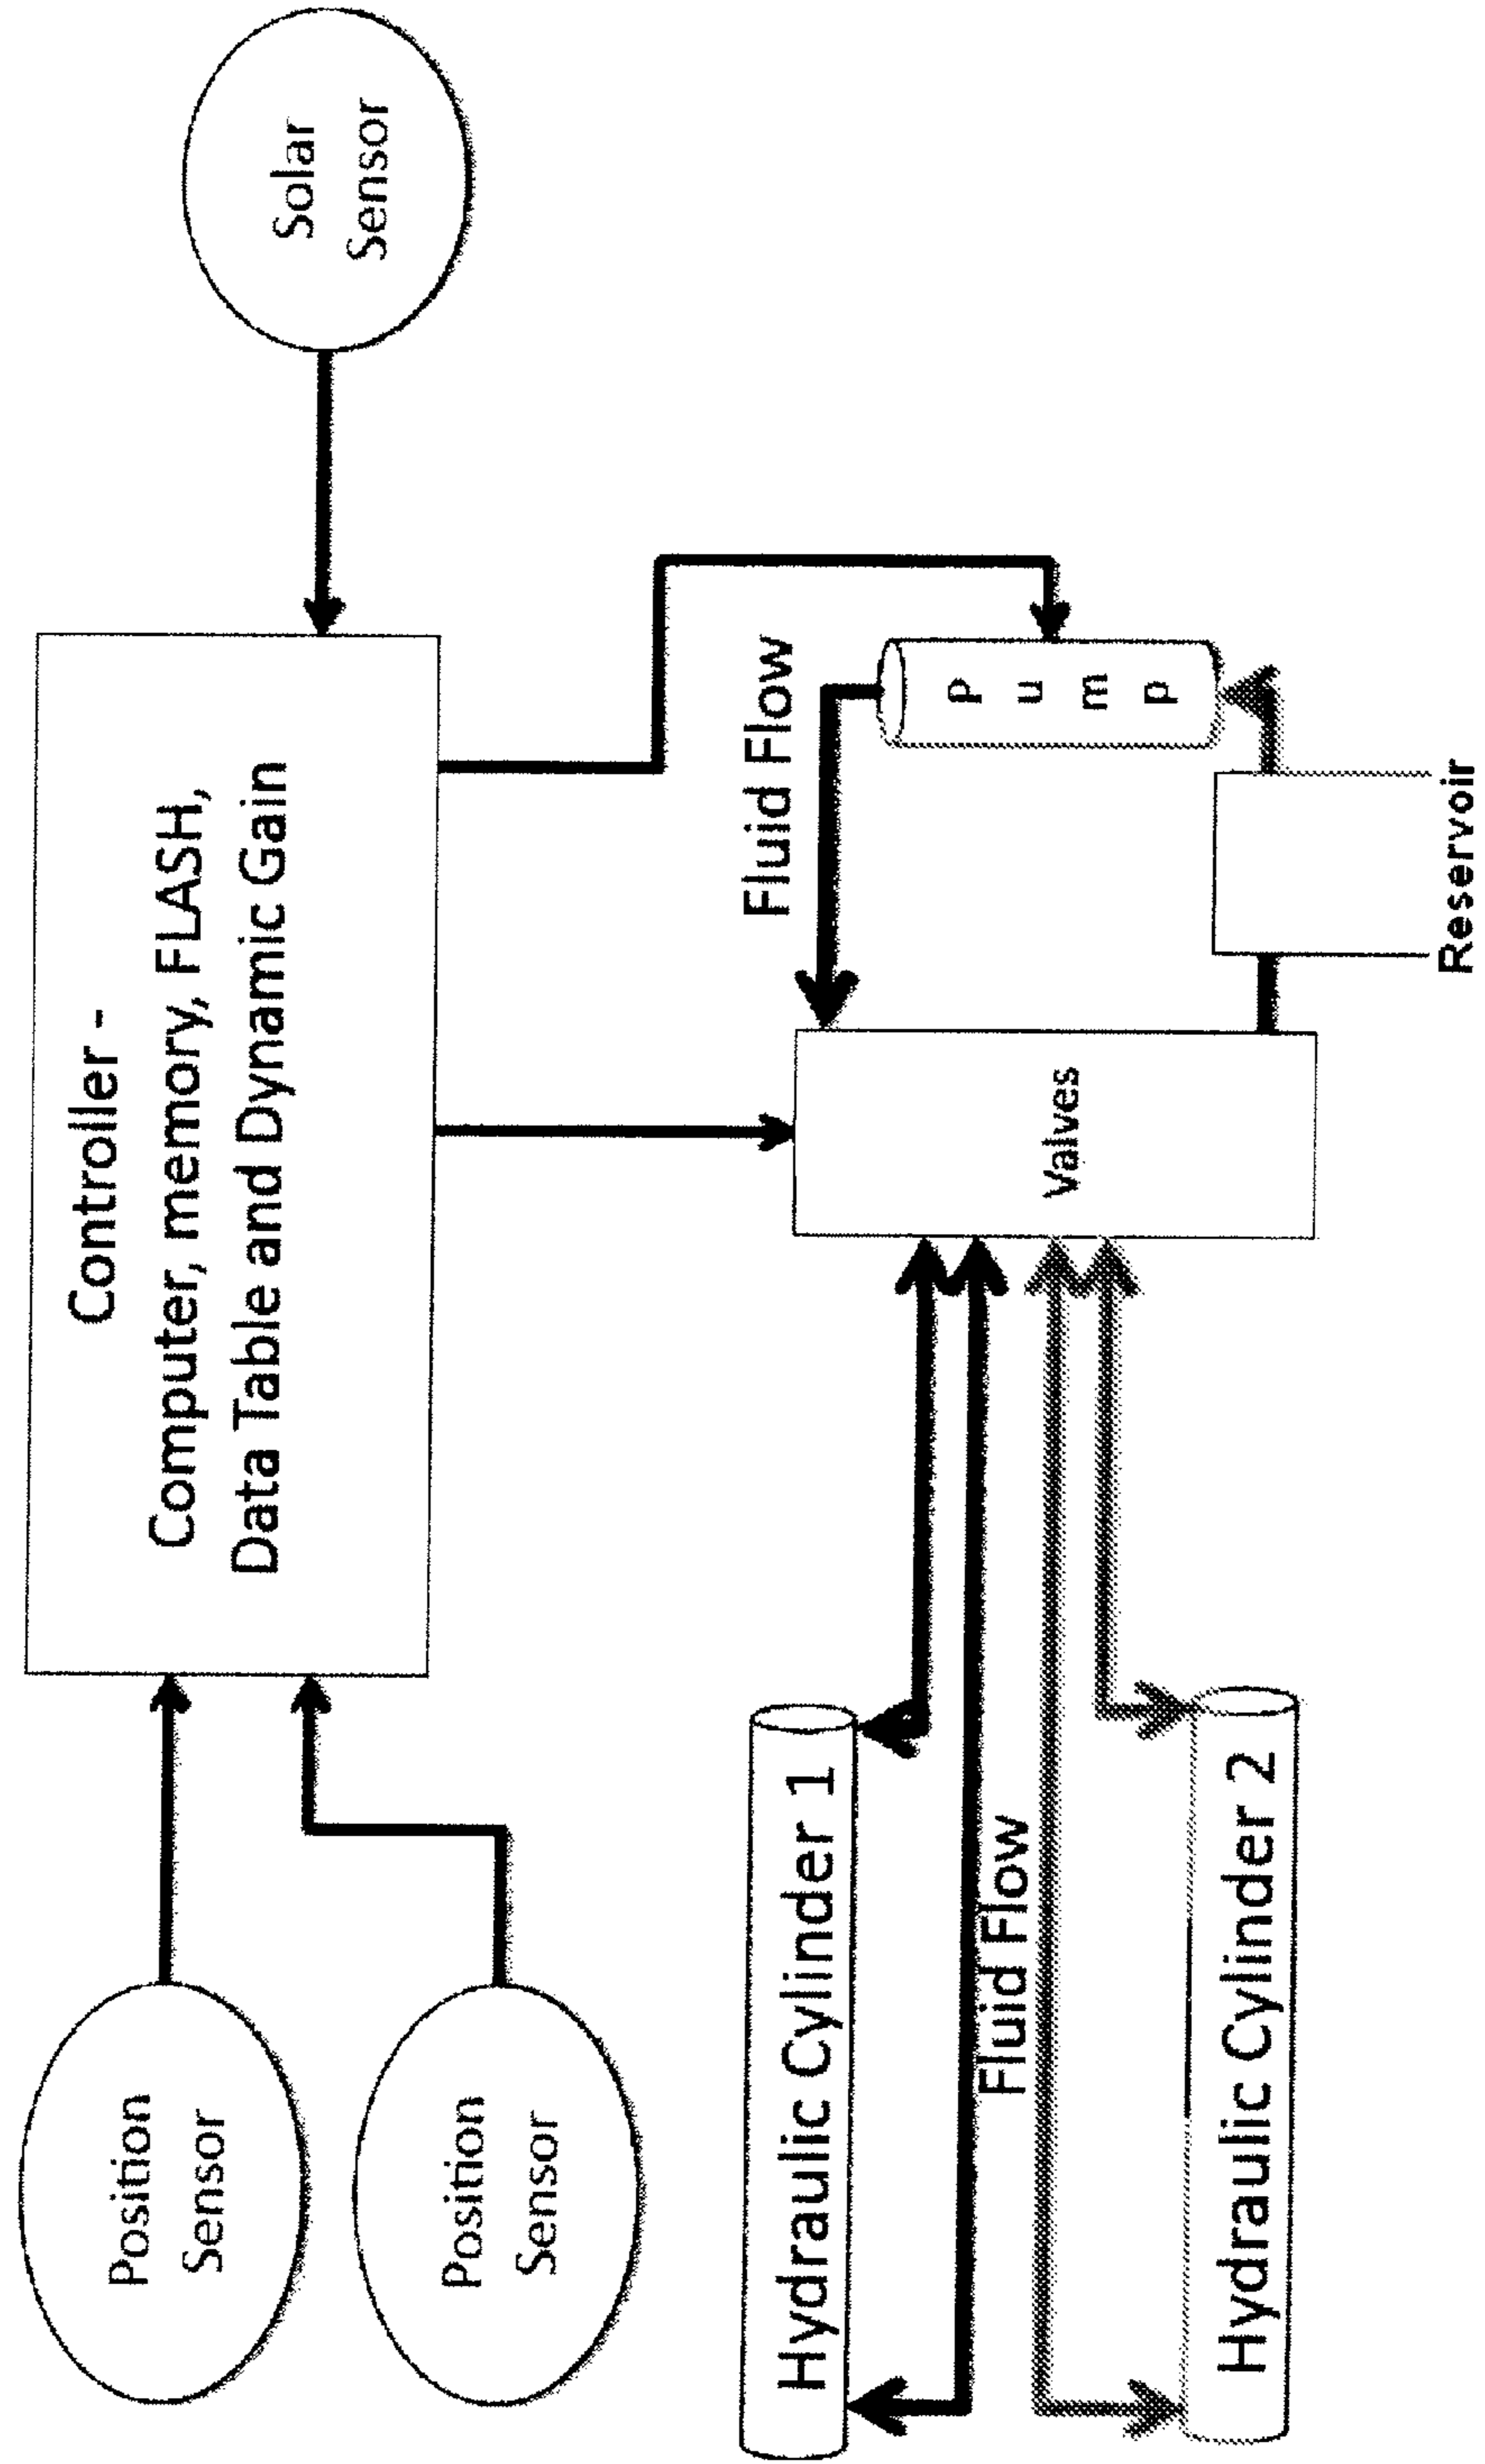 Position
Sensor
Position
Sensor
Controller -
Computer, memory, FLASH,
Data Table and Dynamic Gain
Solar
Sensor
Hydraulic Cylinder 1
Fluid Flow
Hydraulic Cylinder 2
Valves
Fluid Flow
Pump
Reservoir